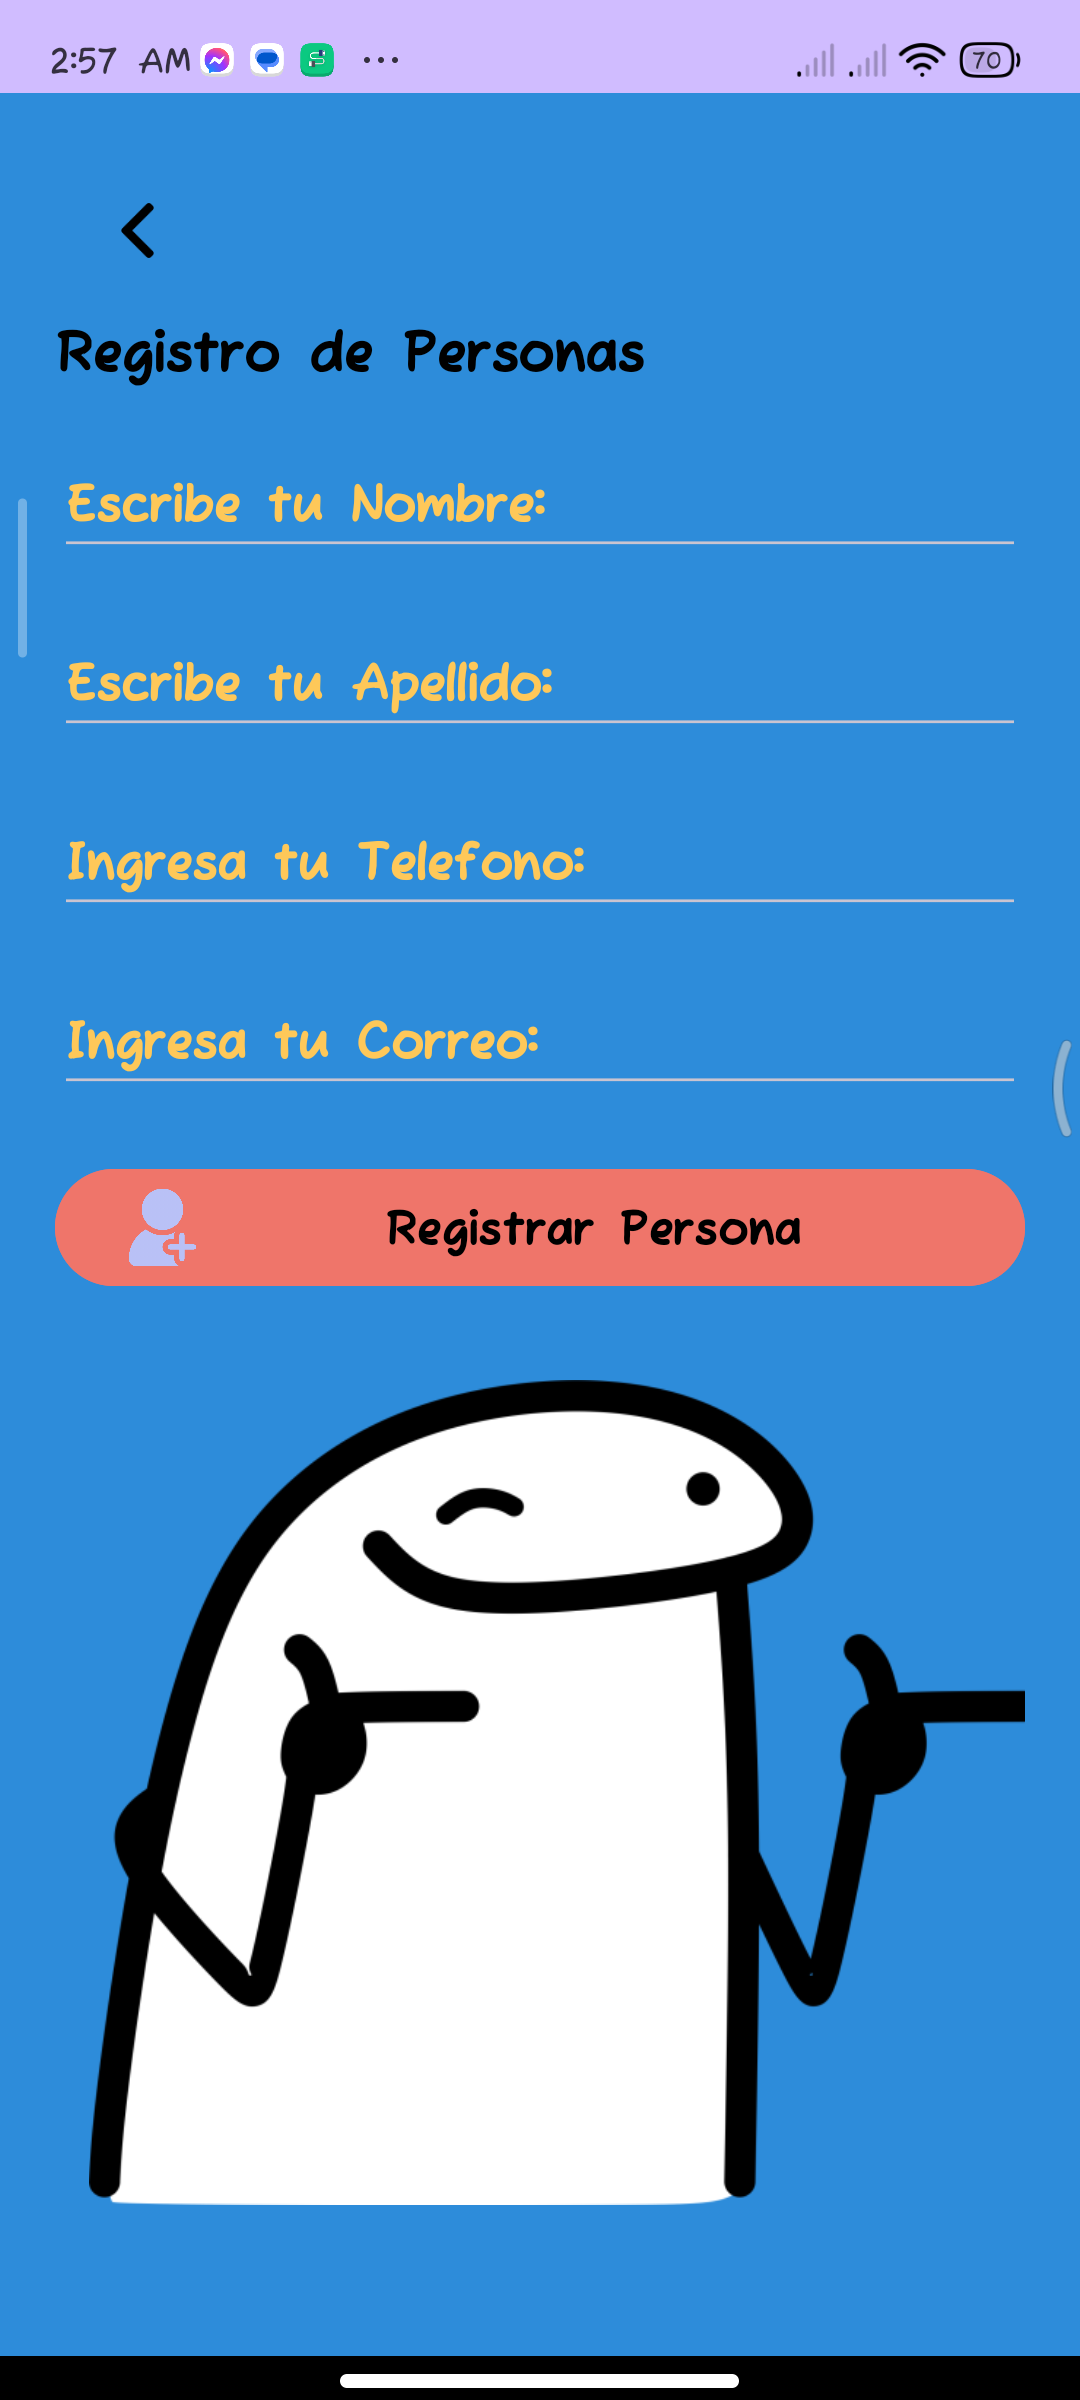 2:57 AM
70
Registro de Personas
Escribe tu Nombre:
Escribe tu Apellido:
Ingresa tu Telefono:
Ingresa tu Correo:
Registrar Persona